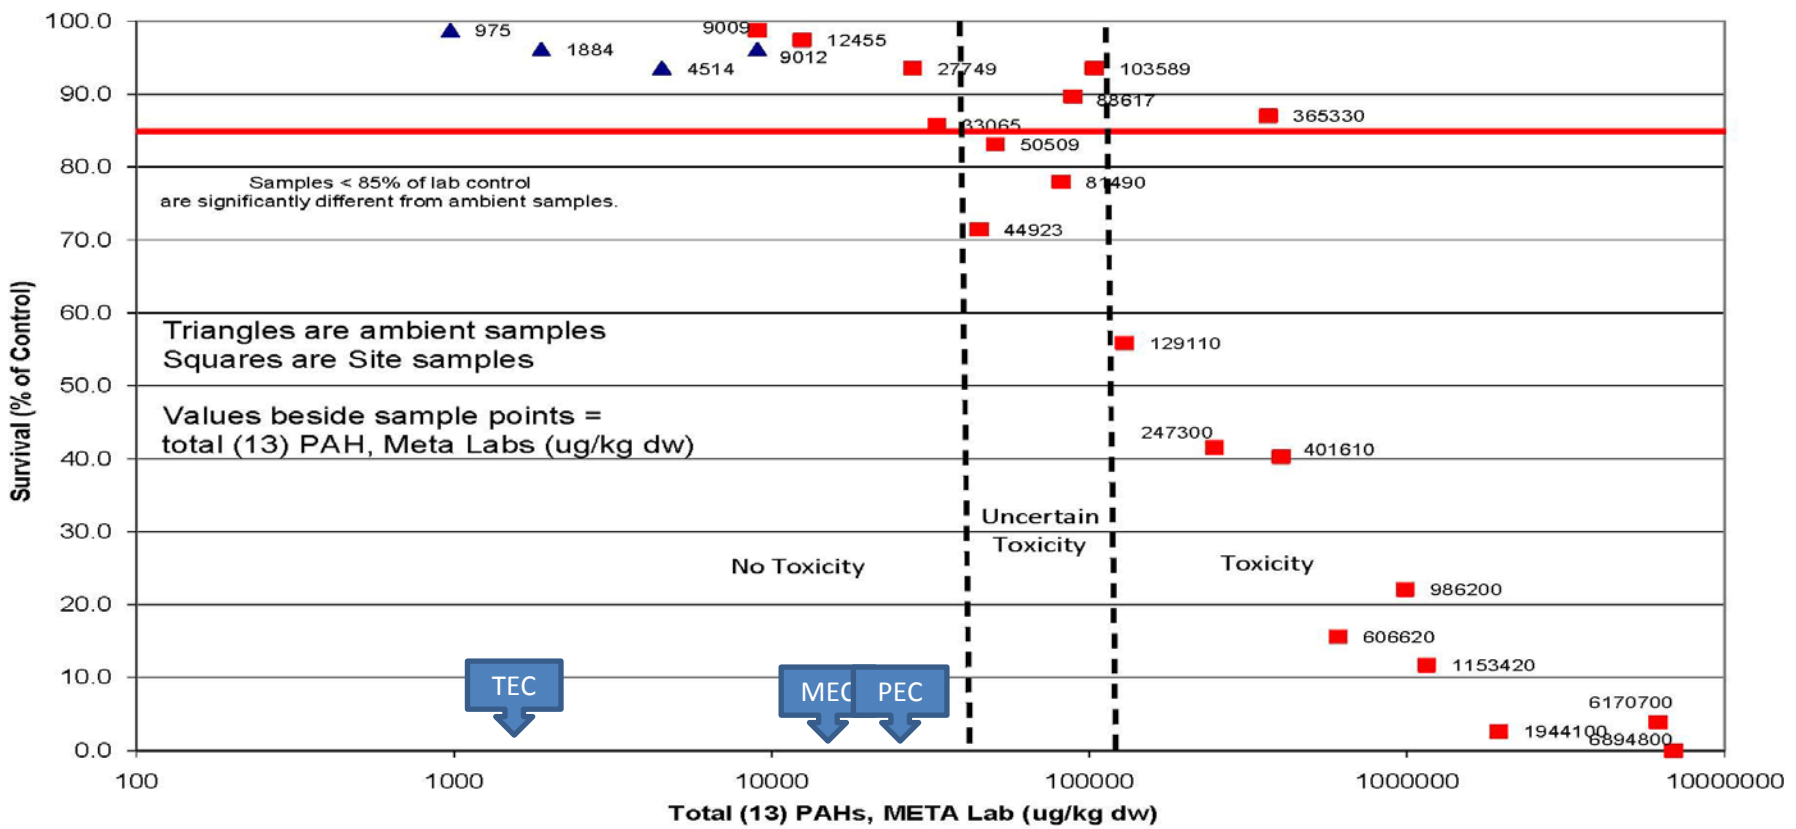 100.0
90.0
80.0
70.0
60.0
50.0
40.0
30.0
20.0
10.0
0.0
Survival (% of Control)
975
1884
4514
9009
9012
12455
27749
103589
88617
365330
33065
50509
81490
44923
Samples < 85% of lab control
are significantly different from ambient samples.
Triangles are ambient samples
Squares are Site samples
Values beside sample points =
total (13) PAH, Meta Labs (ug/kg dw)
129110
247300
401610
Uncertain
Toxicity
No Toxicity
Toxicity
986200
606620
1153420
6170700
1944100
6894800
TEC
MEC
PEC
100
1000
10000
100000
1000000
10000000
Total (13) PAHs, META Lab (ug/kg dw)